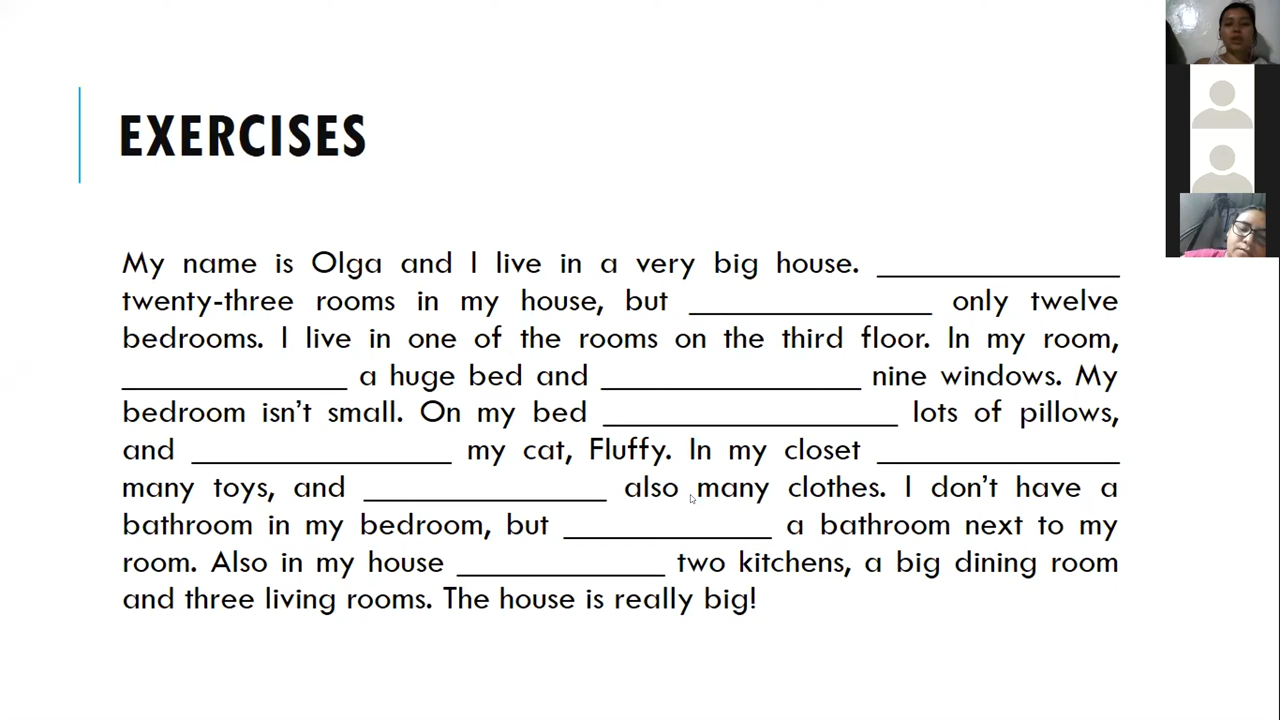 EXERCISES
My name is Olga and I live in a very big house. ________________
twenty-three rooms in my house, but ________________ only twelve
bedrooms. I live in one of the rooms on the third floor. In my room,
_______________ a huge bed and _________________ nine windows. My
bedroom isn’t small. On my bed ___________________ lots of pillows,
and _________________ my cat, Fluffy. In my closet ________________
many toys, and ________________ also many clothes. I don’t have a
bathroom in my bedroom, but ______________ a bathroom next to my
room. Also in my house ______________ two kitchens, a big dining room
and three living rooms. The house is really big!